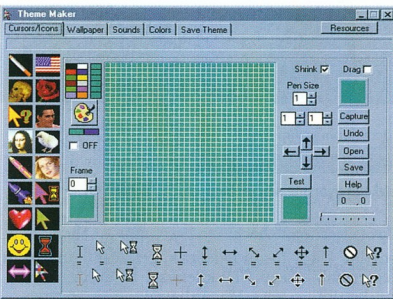 Theme Maker
Cursors/Icons Wallpaper Sounds Colors Save Theme Resources
Shrink Drag
Pen Size
1
1 1
Capture
Undo
OFF
Open
Save
Frame
0
Test
Help
0 ,0